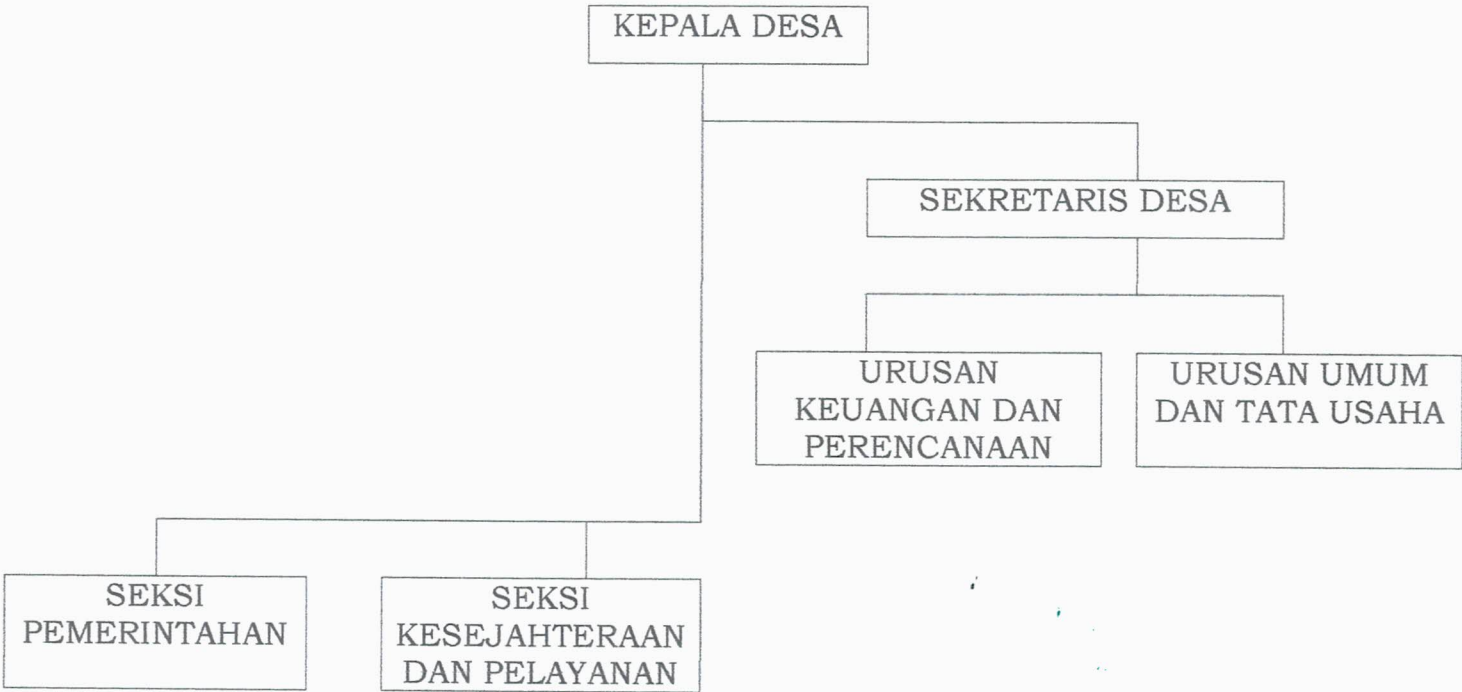 KEPALA DESA
SEKRETARIS DESA
URUSAN
KEUANGAN DAN
PERENCANAAN
URUSAN UMUM
DAN TATA USAHA
SEKSI
PEMERINTAHAN
SEKSI
KESEJAHTERAAN
DAN PELAYANAN